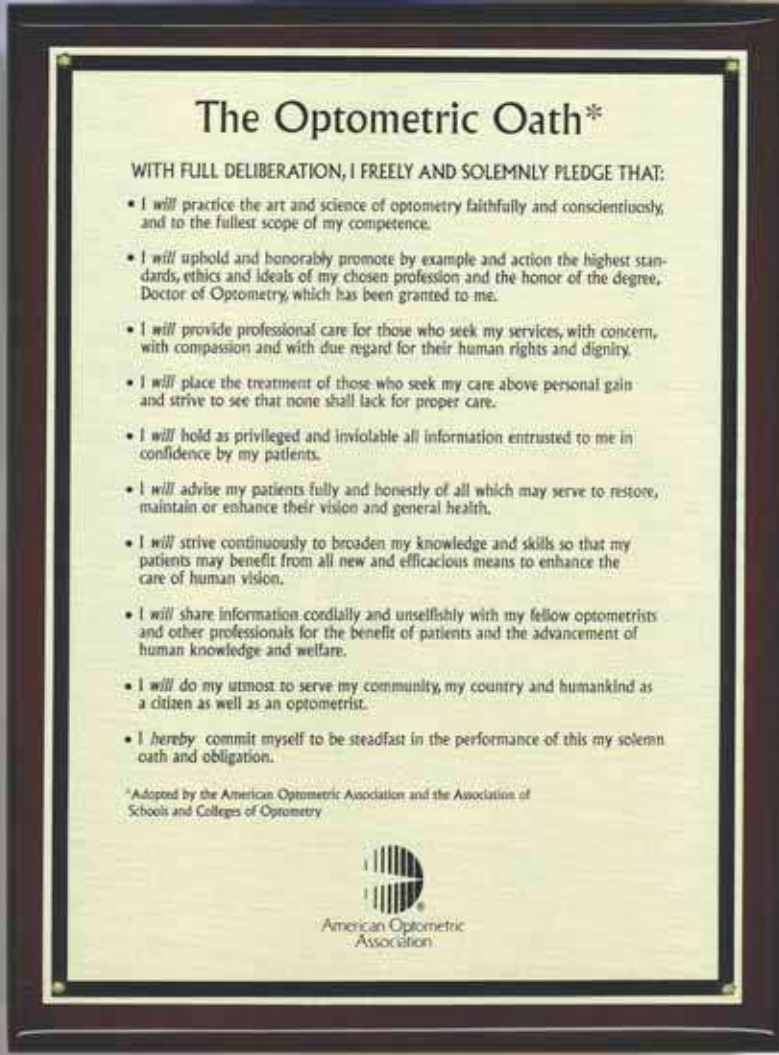 The Optometric Oath*
WITH FULL DELIBERATION, I FREELY AND SOLEMNLY PLEDGE THAT:
• I will practice the art and science of optometry faithfully and conscientiously,
and to the fullest scope of my competence.
• I will uphold and honorably promote by example and action the highest stan-
dards, ethics and ideals of my chosen profession and the honor of the degree,
Doctor of Optometry, which has been granted to me.
• I will provide professional care for those who seek my services, with concern,
with compassion and with due regard for their human rights and dignity.
• I will place the treatment of those who seek my care above personal gain
and strive to see that none shall lack for proper care.
• I will hold as privileged and inviolable all information entrusted to me in
confidence by my patients.
• I will advise my patients fully and honestly of all which may serve to restore,
maintain or enhance their vision and general health.
• I will strive continuously to broaden my knowledge and skills so that my
patients may benefit from all new and efficacious means to enhance the
care of human vision.
• I will share information cordially and unselfishly with my fellow optometrists
and other professionals for the benefit of patients and the advancement of
human knowledge and welfare.
• I will do my utmost to serve my community, my country and humankind as
a citizen as well as an optometrist.
• I hereby commit myself to be steadfast in the performance of this my solemn
oath and obligation.
*Adopted by the American Optometric Association and the Association of
Schools and Colleges of Optometry
®
American Optometric
Association